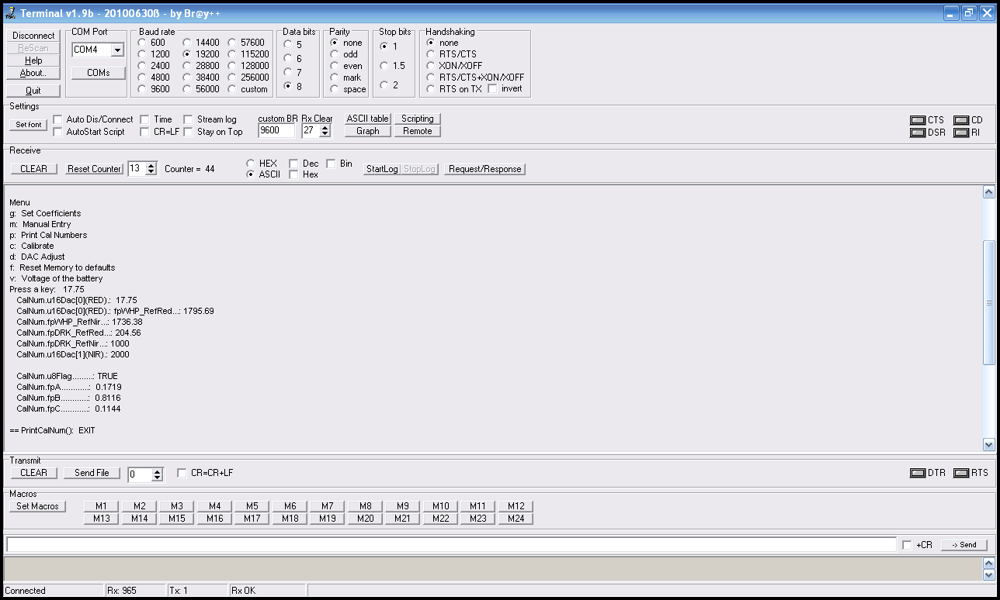 Terminal v1.9b - 20100630ß - by Br@y++
Disconnect
ReScan
Help
About..
Quit
COM Port
COM4
COMs
Baud rate
600 14400 57600
1200 19200 115200
2400 28800 128000
4800 38400 256000
9600 56000 custom
Data bits
5
6
7
8
Parity
none
odd
even
mark
space
Stop bits
1
1.5
2
Handshaking
none
RTS/CTS
XON/XOFF
RTS/CTS+XON/XOFF
RTS on TX invert
Settings
Set font
Auto Dis/Connect Time Stream log
AutoStart Script CR=LF Stay on Top
custom BR Rx Clear
9600 27
ASCII table Scripting
Graph Remote
CTS CD
DSR RI
Receive
CLEAR Reset Counter 13 Counter = 44
HEX Dec Bin
ASCII Hex
StartLog StopLog Request/Response
Menu
g: Set Coefficients
m: Manual Entry
p: Print Cal Numbers
c: Calibrate
d: DAC Adjust
f: Reset Memory to defaults
v: Voltage of the battery
Press a key: 17.75
CalNum.u16Dac[0](RED).: 17.75
CalNum.u16Dac[0](RED).: fpWHP_RefRed...: 1795.69
CalNum.fpWHP_RefNir...: 1736.38
CalNum.fpDRK_RefRed...: 204.56
CalNum.fpDRK_RefNir...: 1000
CalNum.u16Dac[1](NIR).: 2000
CalNum.u8Flag.........: TRUE
CalNum.fpA............: 0.1719
CalNum.fpB............: 0.8116
CalNum.fpC............: 0.1144
== PrintCalNum(): EXIT
Transmit
CLEAR Send File 0 CR=CR+LF
DTR RTS
Macros
Set Macros
M1 M2 M3 M4 M5 M6 M7 M8 M9 M10 M11 M12
M13 M14 M15 M16 M17 M18 M19 M20 M21 M22 M23 M24
+CR -> Send
Connected Rx: 965 Tx: 1 Rx OK